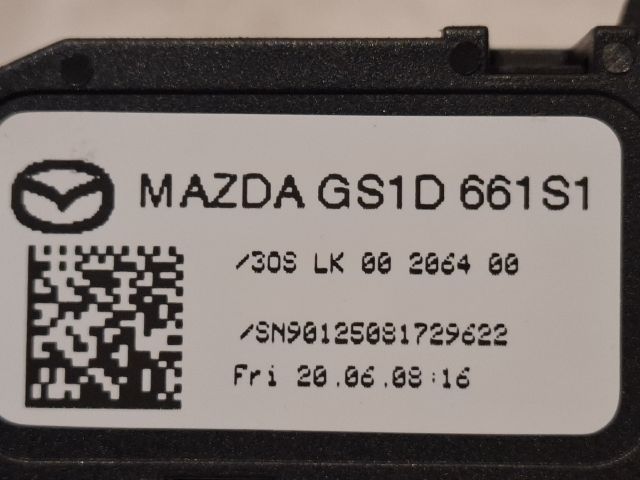 MAZDA GS1D 661S1
/30S LK 00 2064 00
/SN90125081729622
Fri 20.06.08:16